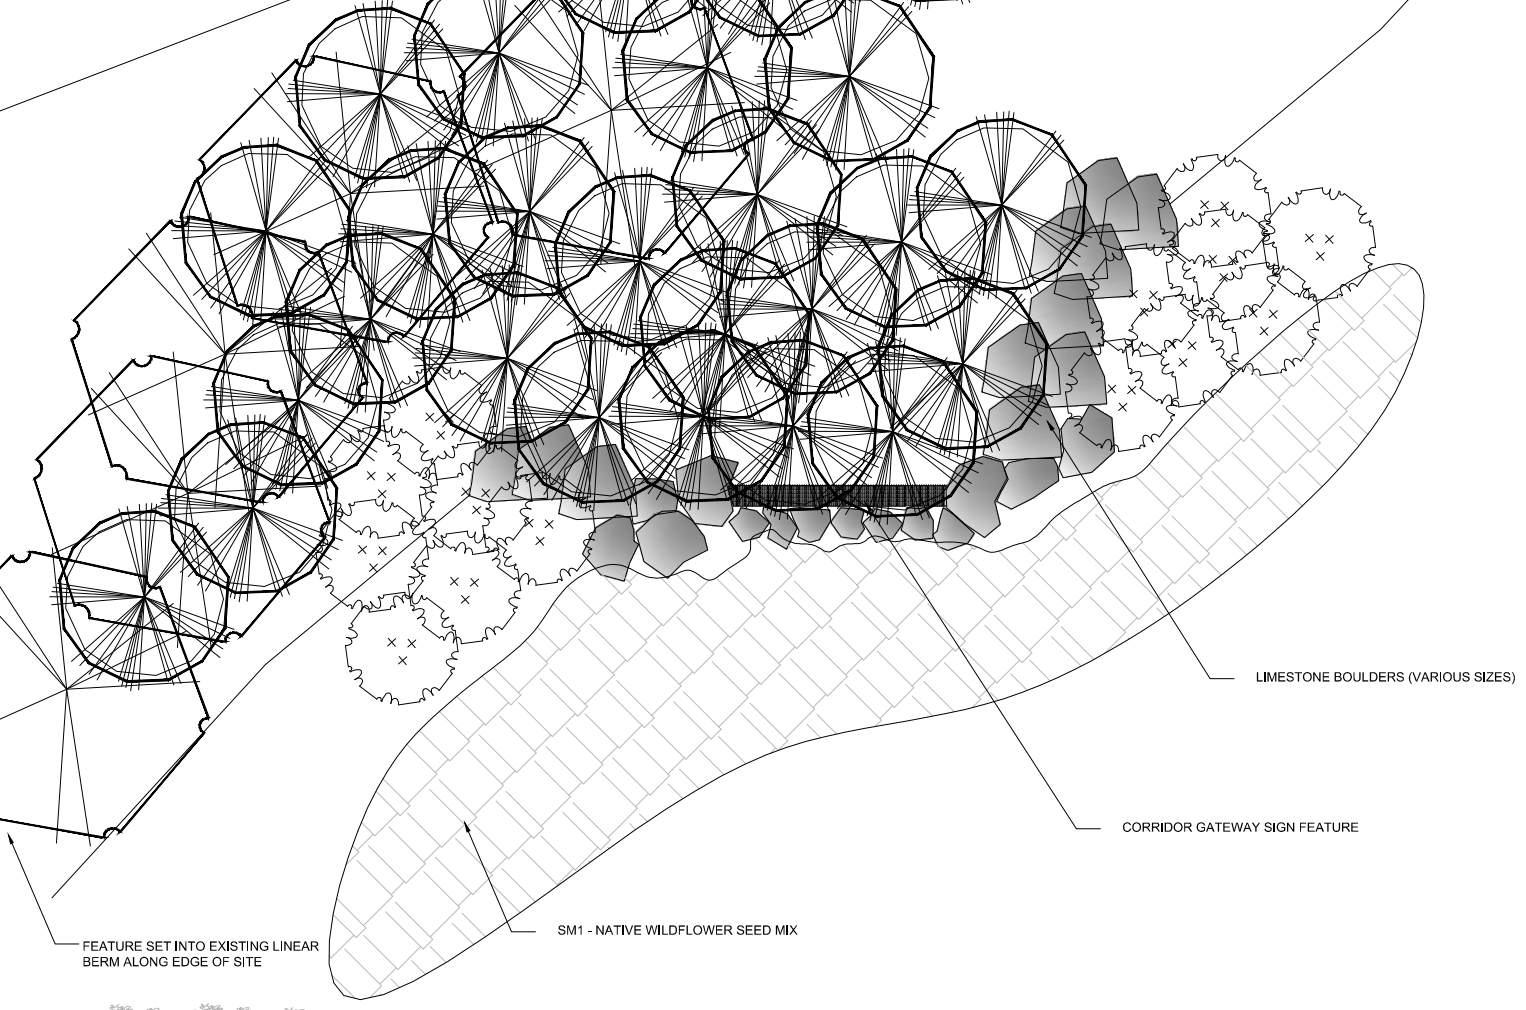 LIMESTONE BOULDERS (VARIOUS SIZES)
CORRIDOR GATEWAY SIGN FEATURE
SM1 - NATIVE WILDFLOWER SEED MIX
FEATURE SET INTO EXISTING LINEAR
BERM ALONG EDGE OF SITE